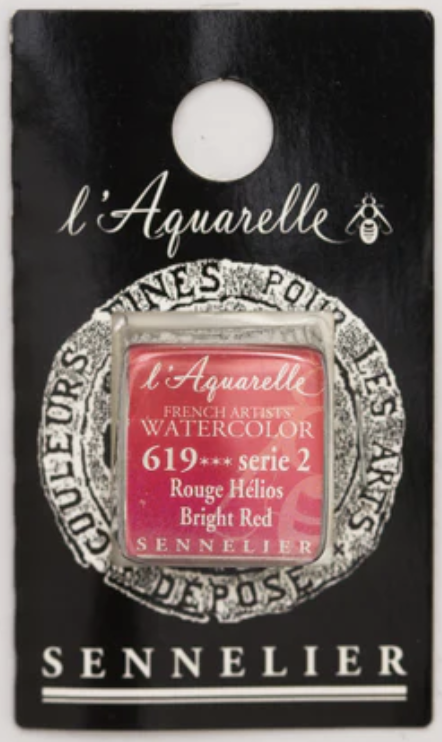 l'Aquarelle
COULEURS FINES POUR LES ARTS
DÉPOSÉ
l'Aquarelle
FRENCH ARTISTS'
WATERCOLOR
619*** serie 2
Rouge Hélios
Bright Red
SENNELIER
SENNELIER